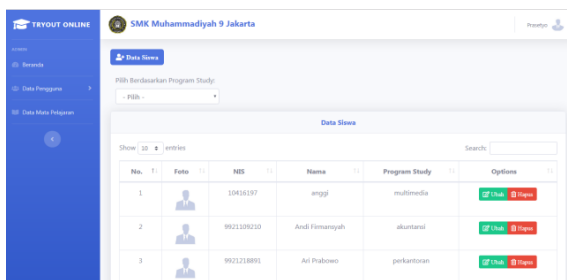 TRYOUT ONLINE
SMK Muhammadiyah 9 Jakarta
Prasetyo
Beranda
Data Pengguna
Data Mata Pelajaran
Data Siswa
Pilih Berdasarkan Program Study:
- Pilih -
Data Siswa
Show 10 entries
Search:
No. Foto NIS Nama Program Study Options
1 10416197 anggi multimedia Ubah Hapus
2 9921109210 Andi Firmansyah akuntansi Ubah Hapus
3 9921218891 Ari Prabowo perkantoran Ubah Hapus